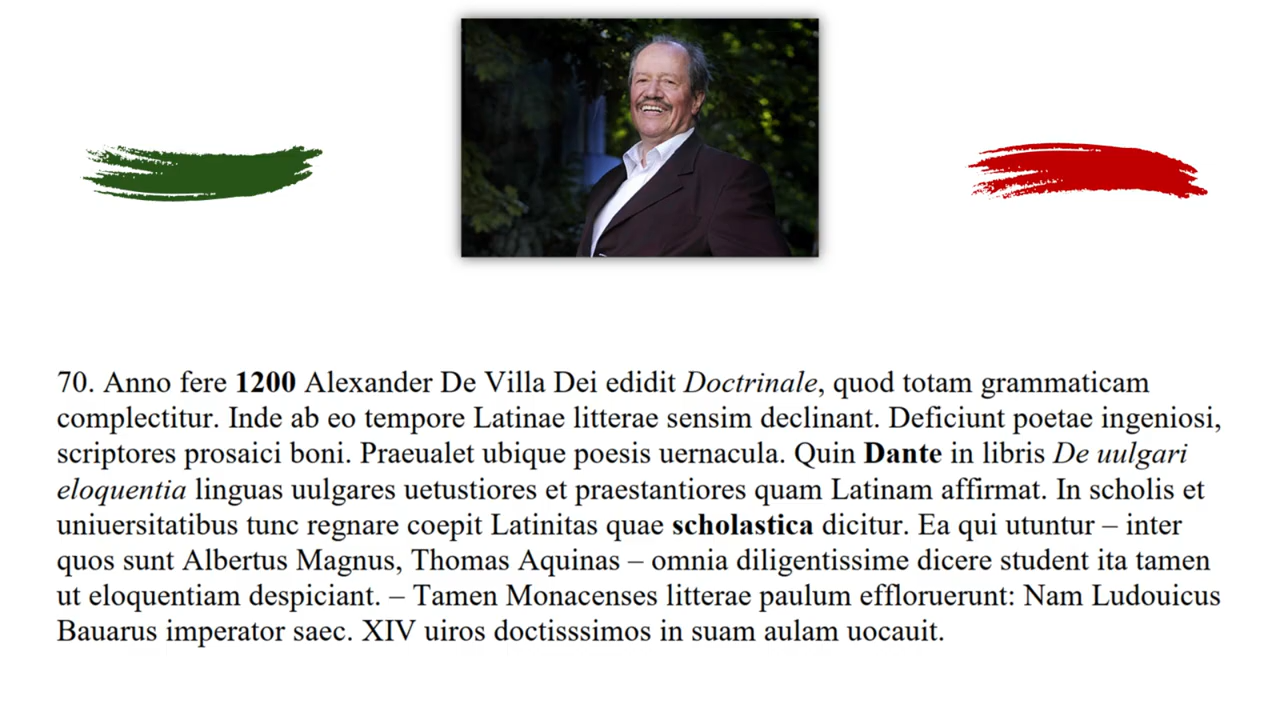 70. Anno fere 1200 Alexander De Villa Dei edidit Doctrinale, quod totam grammaticam
complectitur. Inde ab eo tempore Latinae litterae sensim declinant. Deficiunt poetae ingeniosi,
scriptores prosaici boni. Praeualet ubique poesis uernacula. Quin Dante in libris De uulgari
eloquentia linguas uulgares uetustiores et praestantiores quam Latinam affirmat. In scholis et
uniuersitatibus tunc regnare coepit Latinitas quae scholastica dicitur. Ea qui utuntur – inter
quos sunt Albertus Magnus, Thomas Aquinas – omnia diligentissime dicere student ita tamen
ut eloquentiam despiciant. – Tamen Monacenses litterae paulum effloruerunt: Nam Ludouicus
Bauarus imperator saec. XIV uiros doctisssimos in suam aulam uocauit.